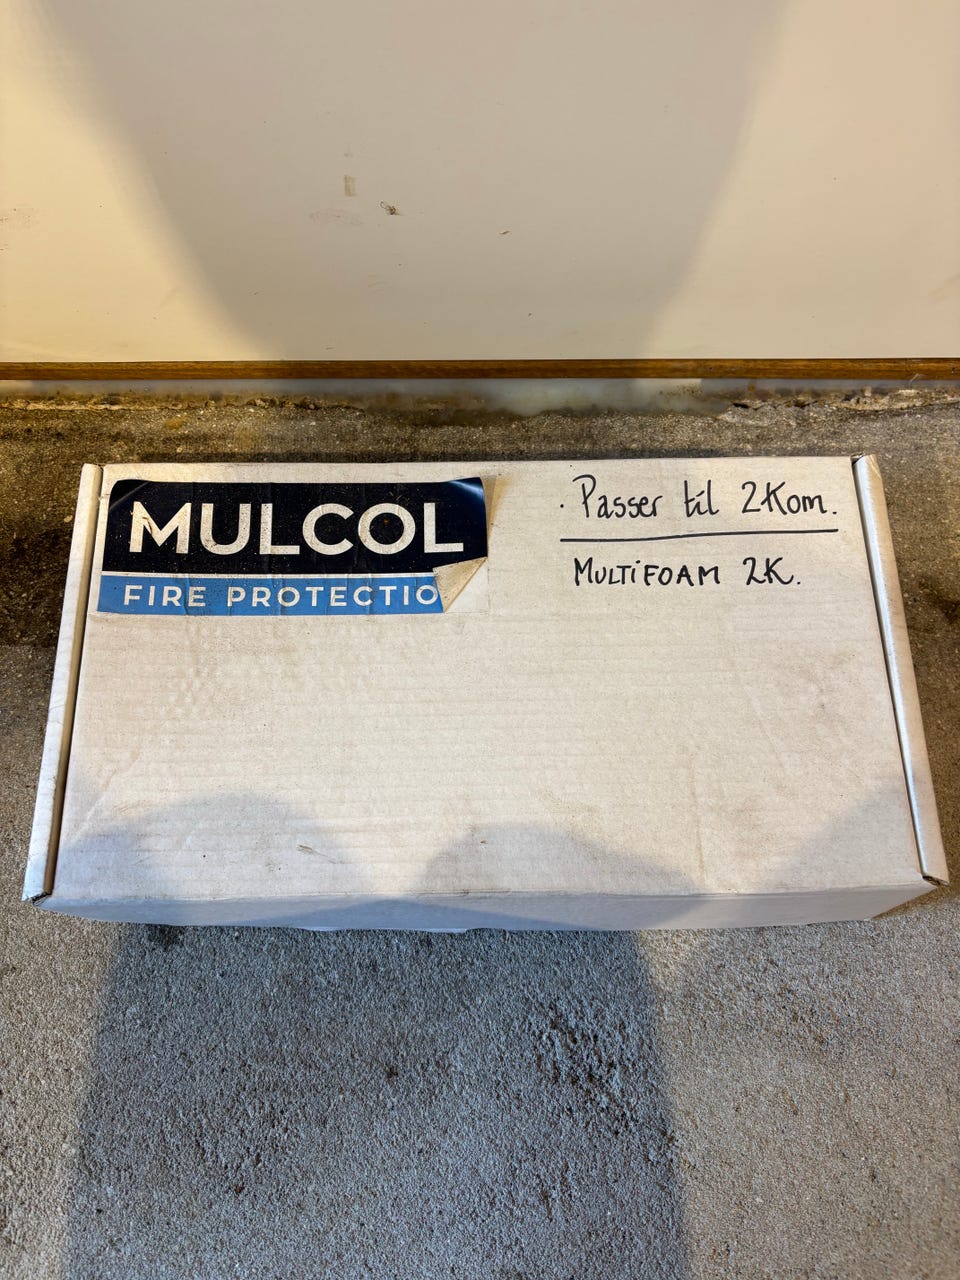 MULCOL
FIRE PROTECTIO
· Passer til 2Kom.
MULTIFOAM 2K.